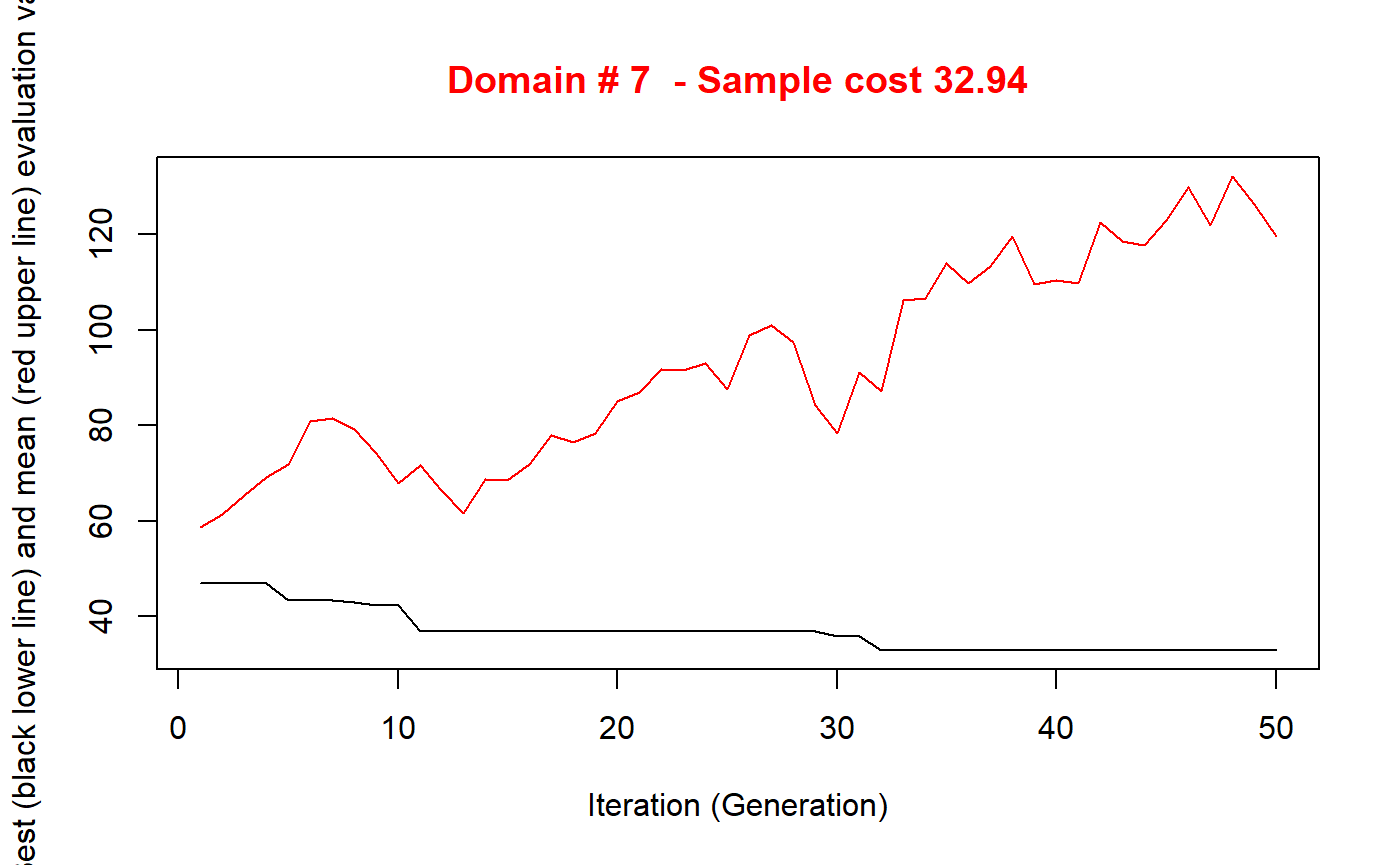 Domain # 7  - Sample cost 32.94
est (black lower line) and mean (red upper line) evaluation va
120
100
80
60
40
0 10 20 30 40 50
Iteration (Generation)